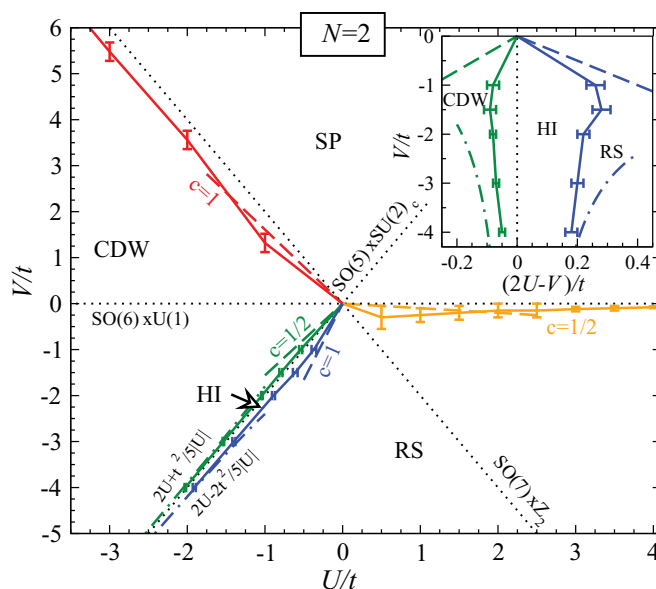 N=2
6
5
4
3
2
1
0
-1
-2
-3
-4
-5
V/t
-3
-2
-1
0
1
2
3
4
U/t
SP
CDW
HI
RS
c=1
c=1/2
c=1
c=1/2
SO(5) xSU(2)c
SO(6) xU(1)
SO(7) xZ2
2U+t2/5|U|
2U-2t2/5|U|
0
-1
-2
-3
-4
V/t
CDW
HI
RS
-0.2
0
0.2
0.4
(2U-V)/t